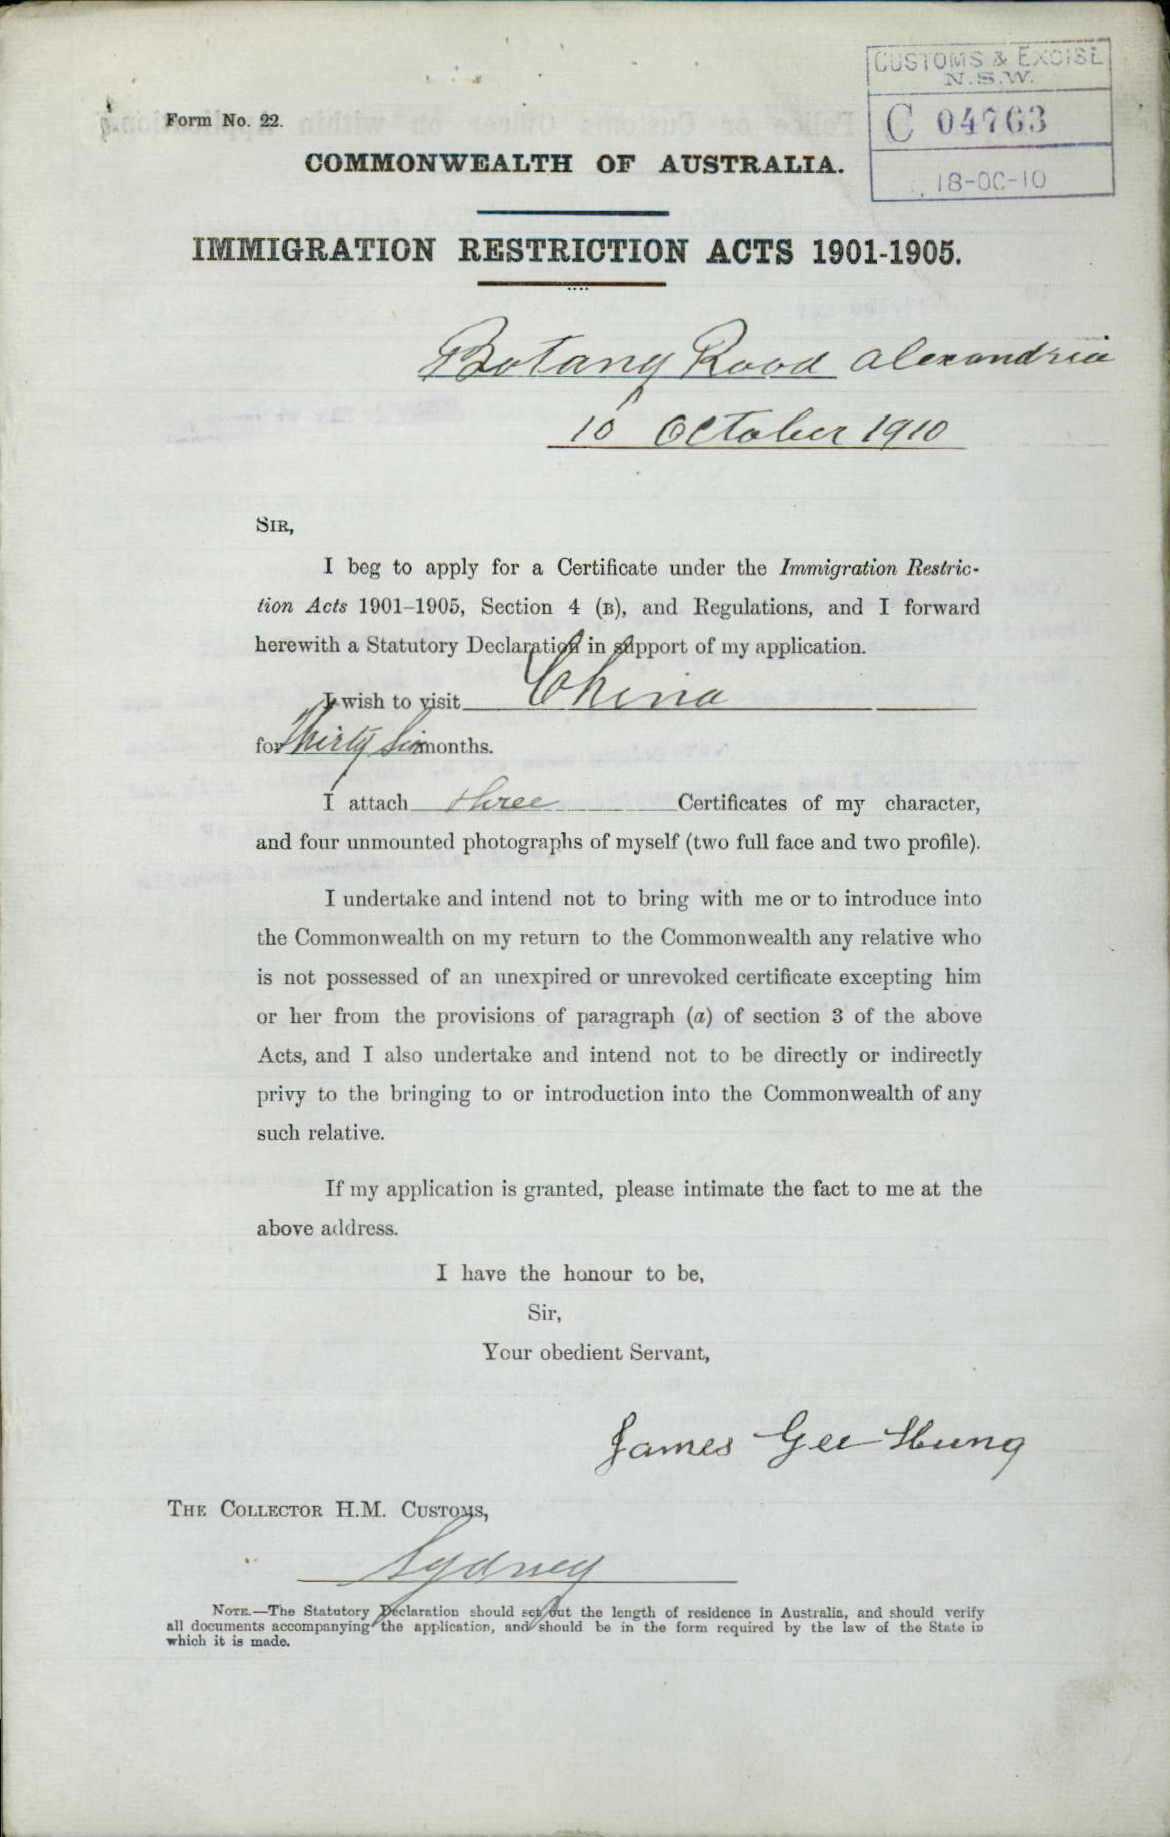 CUSTOMS & EXCISE
N.S.W.
C 04763
18-OC-10
Form No. 22.
COMMONWEALTH OF AUSTRALIA.
IMMIGRATION RESTRICTION ACTS 1901-1905.
Botany Road Alexandria
10 October 1910
SIR,
I beg to apply for a Certificate under the Immigration Restric-
tion Acts 1901-1905, Section 4 (B), and Regulations, and I forward
herewith a Statutory Declaration in support of my application.
I wish to visit China
for Thirty Six months.
I attach three Certificates of my character,
and four unmounted photographs of myself (two full face and two profile).
I undertake and intend not to bring with me or to introduce into
the Commonwealth on my return to the Commonwealth any relative who
is not possessed of an unexpired or unrevoked certificate excepting him
or her from the provisions of paragraph (a) of section 3 of the above
Acts, and I also undertake and intend not to be directly or indirectly
privy to the bringing to or introduction into the Commonwealth of any
such relative.
If my application is granted, please intimate the fact to me at the
above address.
I have the honour to be,
Sir,
Your obedient Servant,
James Gee Hung
THE COLLECTOR H.M. CUSTOMS,
Sydney
NOTE.—The Statutory Declaration should set out the length of residence in Australia, and should verify
all documents accompanying the application, and should be in the form required by the law of the State in
which it is made.